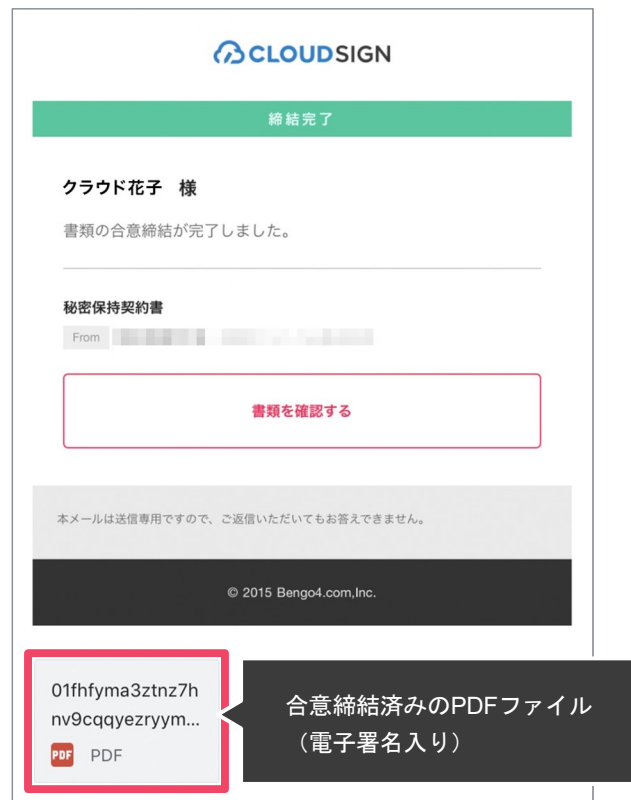 CLOUDSIGN
締結完了
クラウド花子 様
書類の合意締結が完了しました。
秘密保持契約書
From
書類を確認する
本メールは送信専用ですので、ご返信いただいてもお答えできません。
© 2015 Bengo4.com,Inc.
01fhfyma3ztnz7h
nv9cqqyezryym...
PDF PDF
合意締結済みのPDFファイル
（電子署名入り）